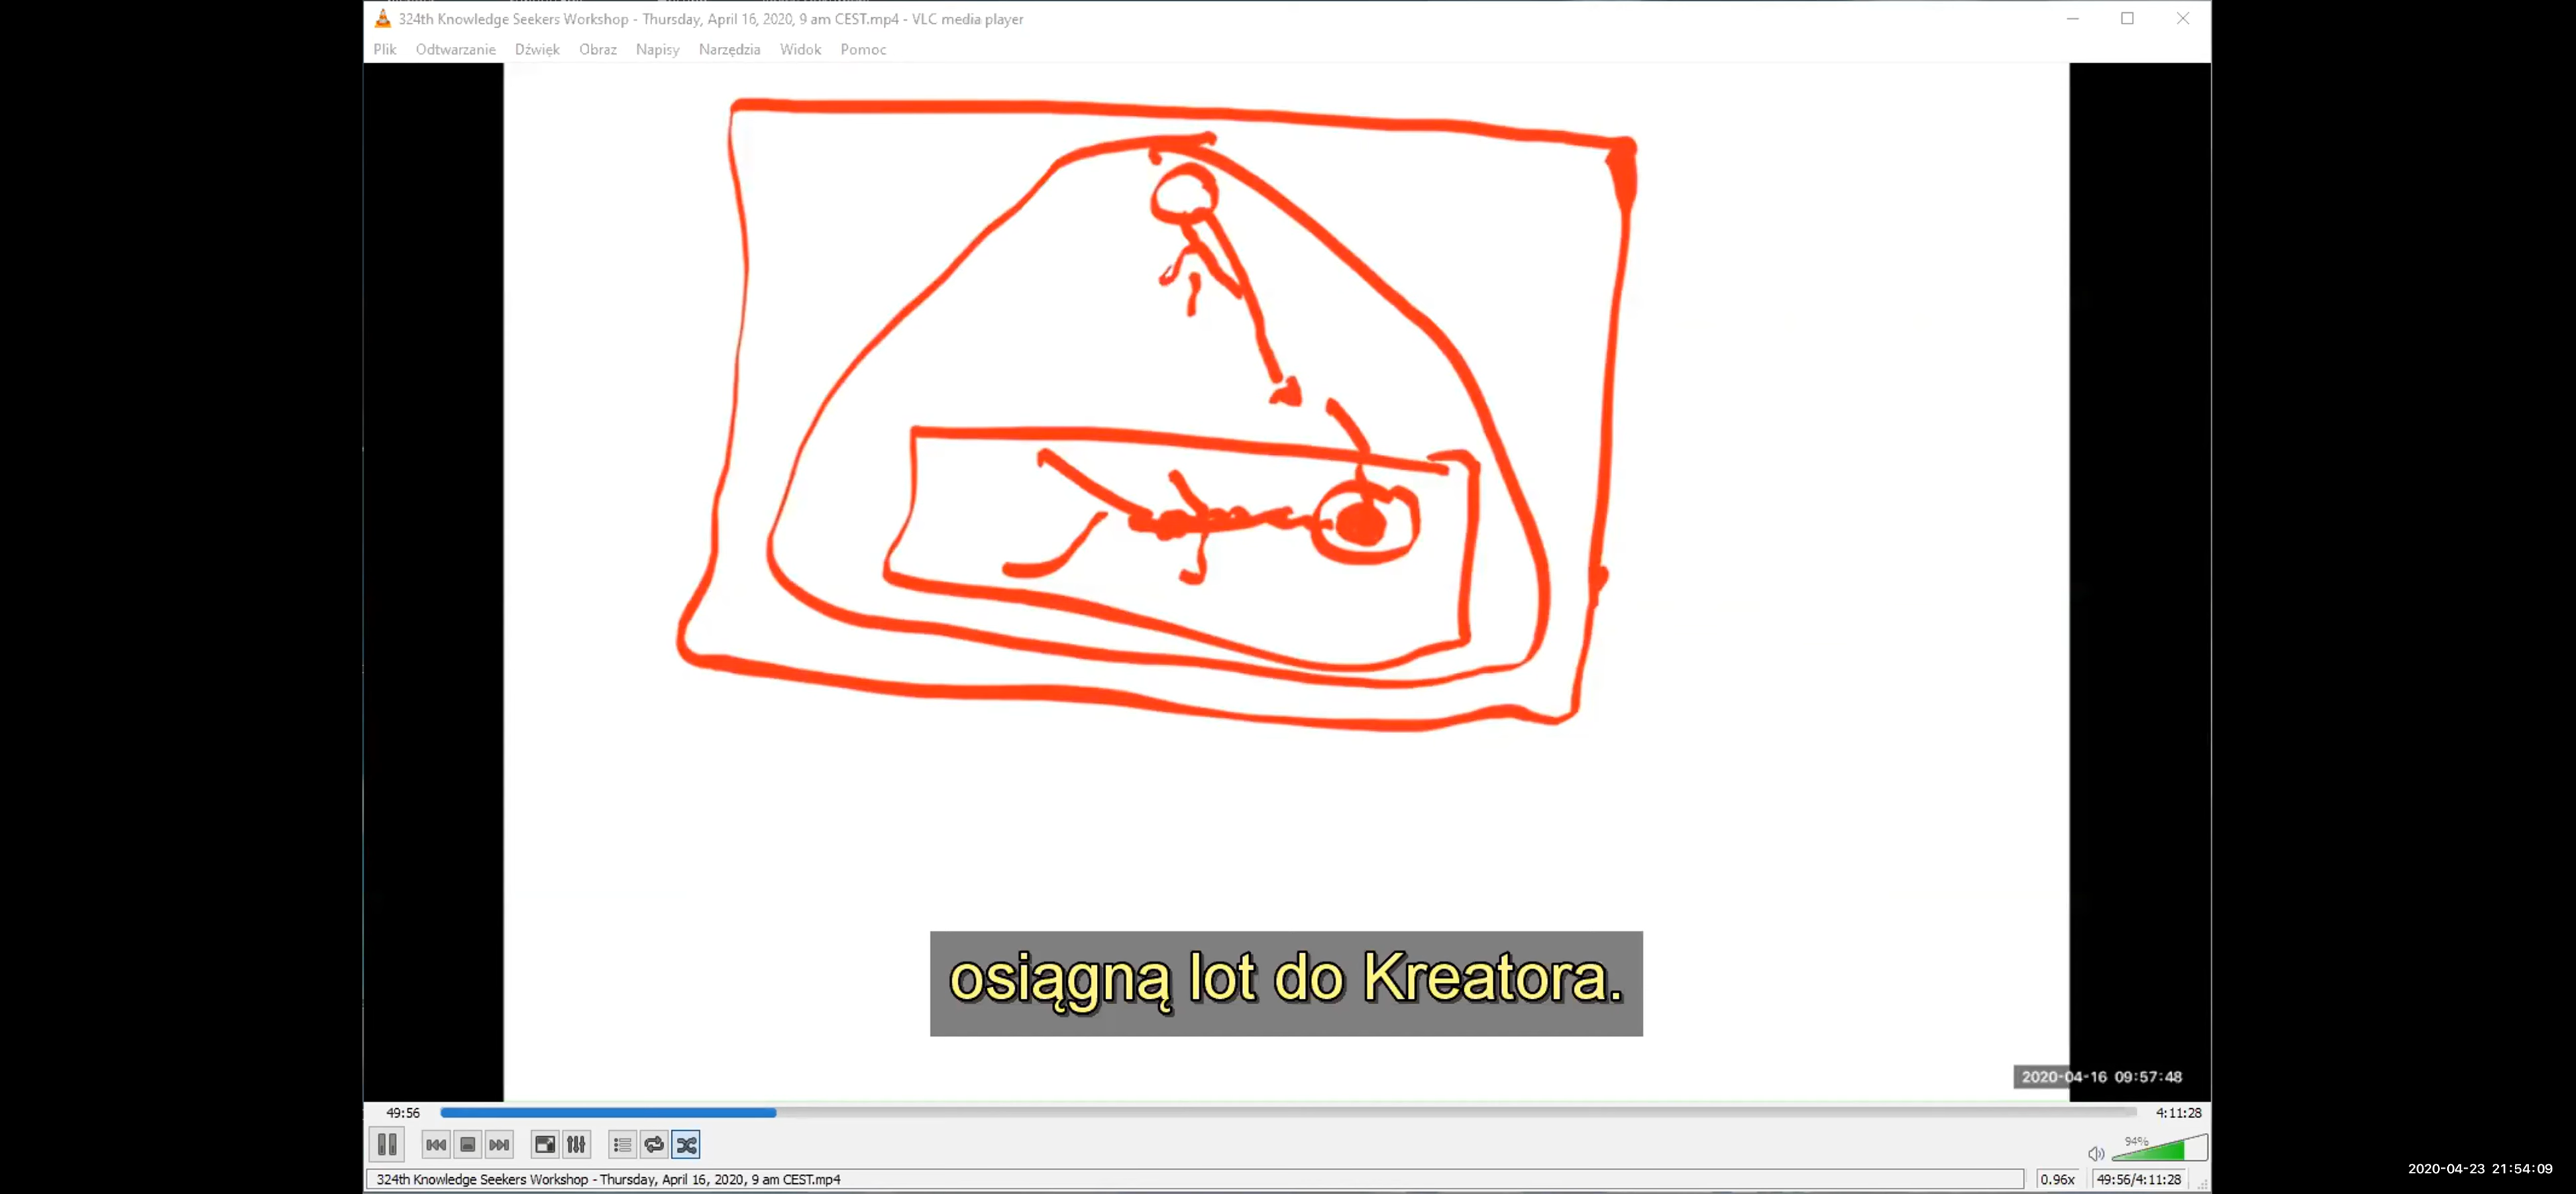 324th Knowledge Seekers Workshop - Thursday, April 16, 2020, 9 am CEST.mp4 - VLC media player
Plik Odtwarzanie Dźwięk Obraz Napisy Narzędzia Widok Pomoc
osiągną lot do Kreatora.
2020-04-16 09:57:48
49:56 4:11:28
94%
2020-04-23 21:54:09
324th Knowledge Seekers Workshop - Thursday, April 16, 2020, 9 am CEST.mp4 0.96x 49:56/4:11:28